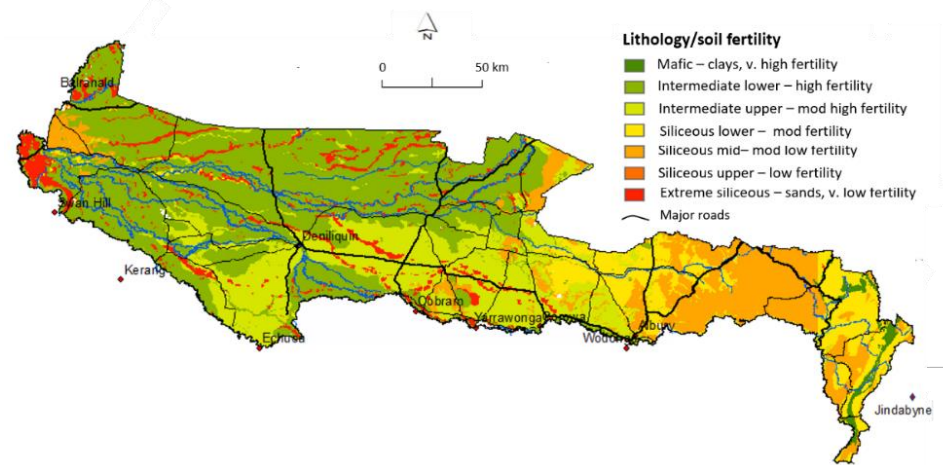 N
0 50 km
Lithology/soil fertility
Mafic – clays, v. high fertility
Intermediate lower – high fertility
Intermediate upper – mod high fertility
Siliceous lower – mod fertility
Siliceous mid– mod low fertility
Siliceous upper – low fertility
Extreme siliceous – sands, v. low fertility
Major roads
Balranald
Swan Hill
Kerang
Deniliquin
Echuca
Cobram
Yarrawonga
Wodonga
Albury
Jindabyne